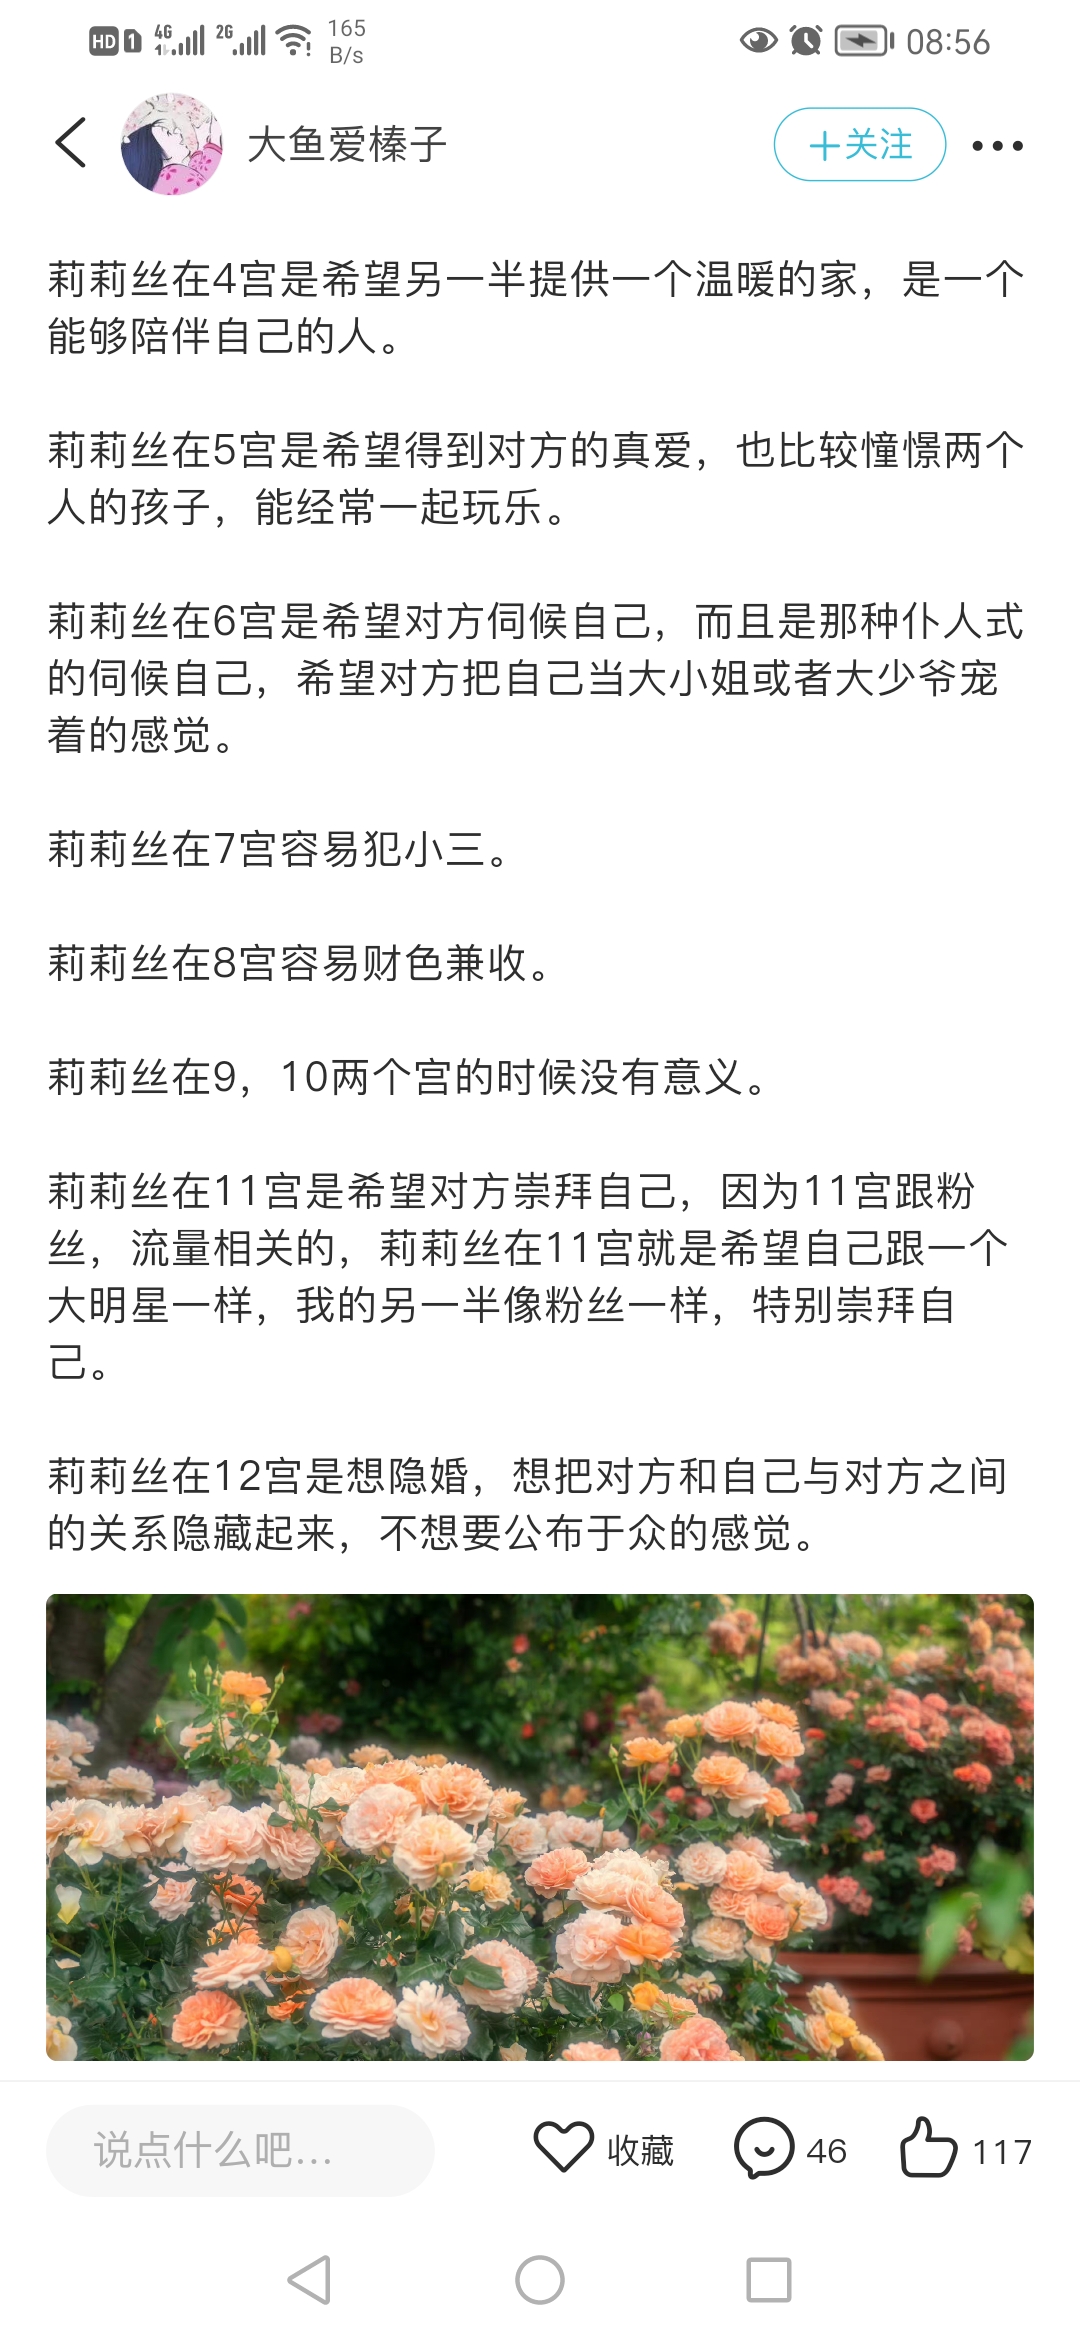 HD 1 4G 1 2G 165 B/s 08:56
大鱼爱榛子
+关注
莉莉丝在4宫是希望另一半提供一个温暖的家，是一个
能够陪伴自己的人。
莉莉丝在5宫是希望得到对方的真爱，也比较憧憬两个
人的孩子，能经常一起玩乐。
莉莉丝在6宫是希望对方伺候自己，而且是那种仆人式
的伺候自己，希望对方把自己当大小姐或者大少爷宠
着的感觉。
莉莉丝在7宫容易犯小三。
莉莉丝在8宫容易财色兼收。
莉莉丝在9，10两个宫的时候没有意义。
莉莉丝在11宫是希望对方崇拜自己，因为11宫跟粉
丝，流量相关的，莉莉丝在11宫就是希望自己跟一个
大明星一样，我的另一半像粉丝一样，特别崇拜自
己。
莉莉丝在12宫是想隐婚，想把对方和自己与对方之间
的关系隐藏起来，不想要公布于众的感觉。
说点什么吧...
收藏
46
117